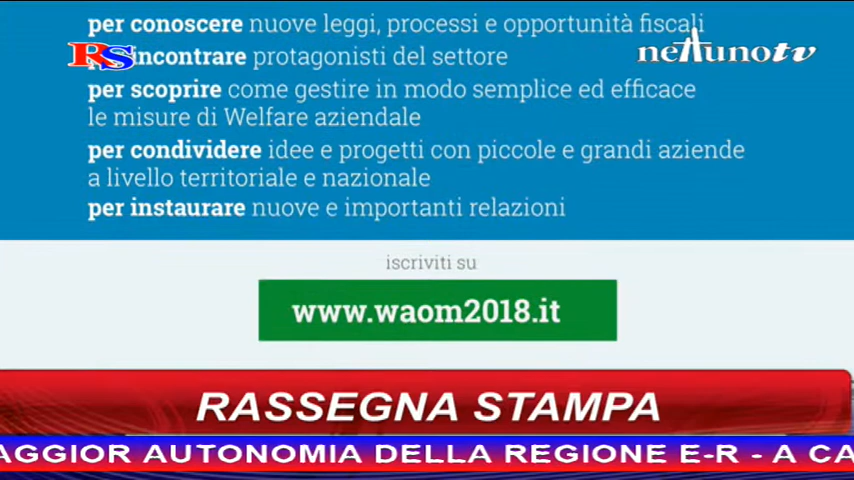 per conoscere nuove leggi, processi e opportunità fiscali
RS
incontrare protagonisti del settore
nettunotv
per scoprire come gestire in modo semplice ed efficace
le misure di Welfare aziendale
per condividere idee e progetti con piccole e grandi aziende
a livello territoriale e nazionale
per instaurare nuove e importanti relazioni
iscriviti su
www.waom2018.it
RASSEGNA STAMPA
AGGIOR AUTONOMIA DELLA REGIONE E-R - A CA